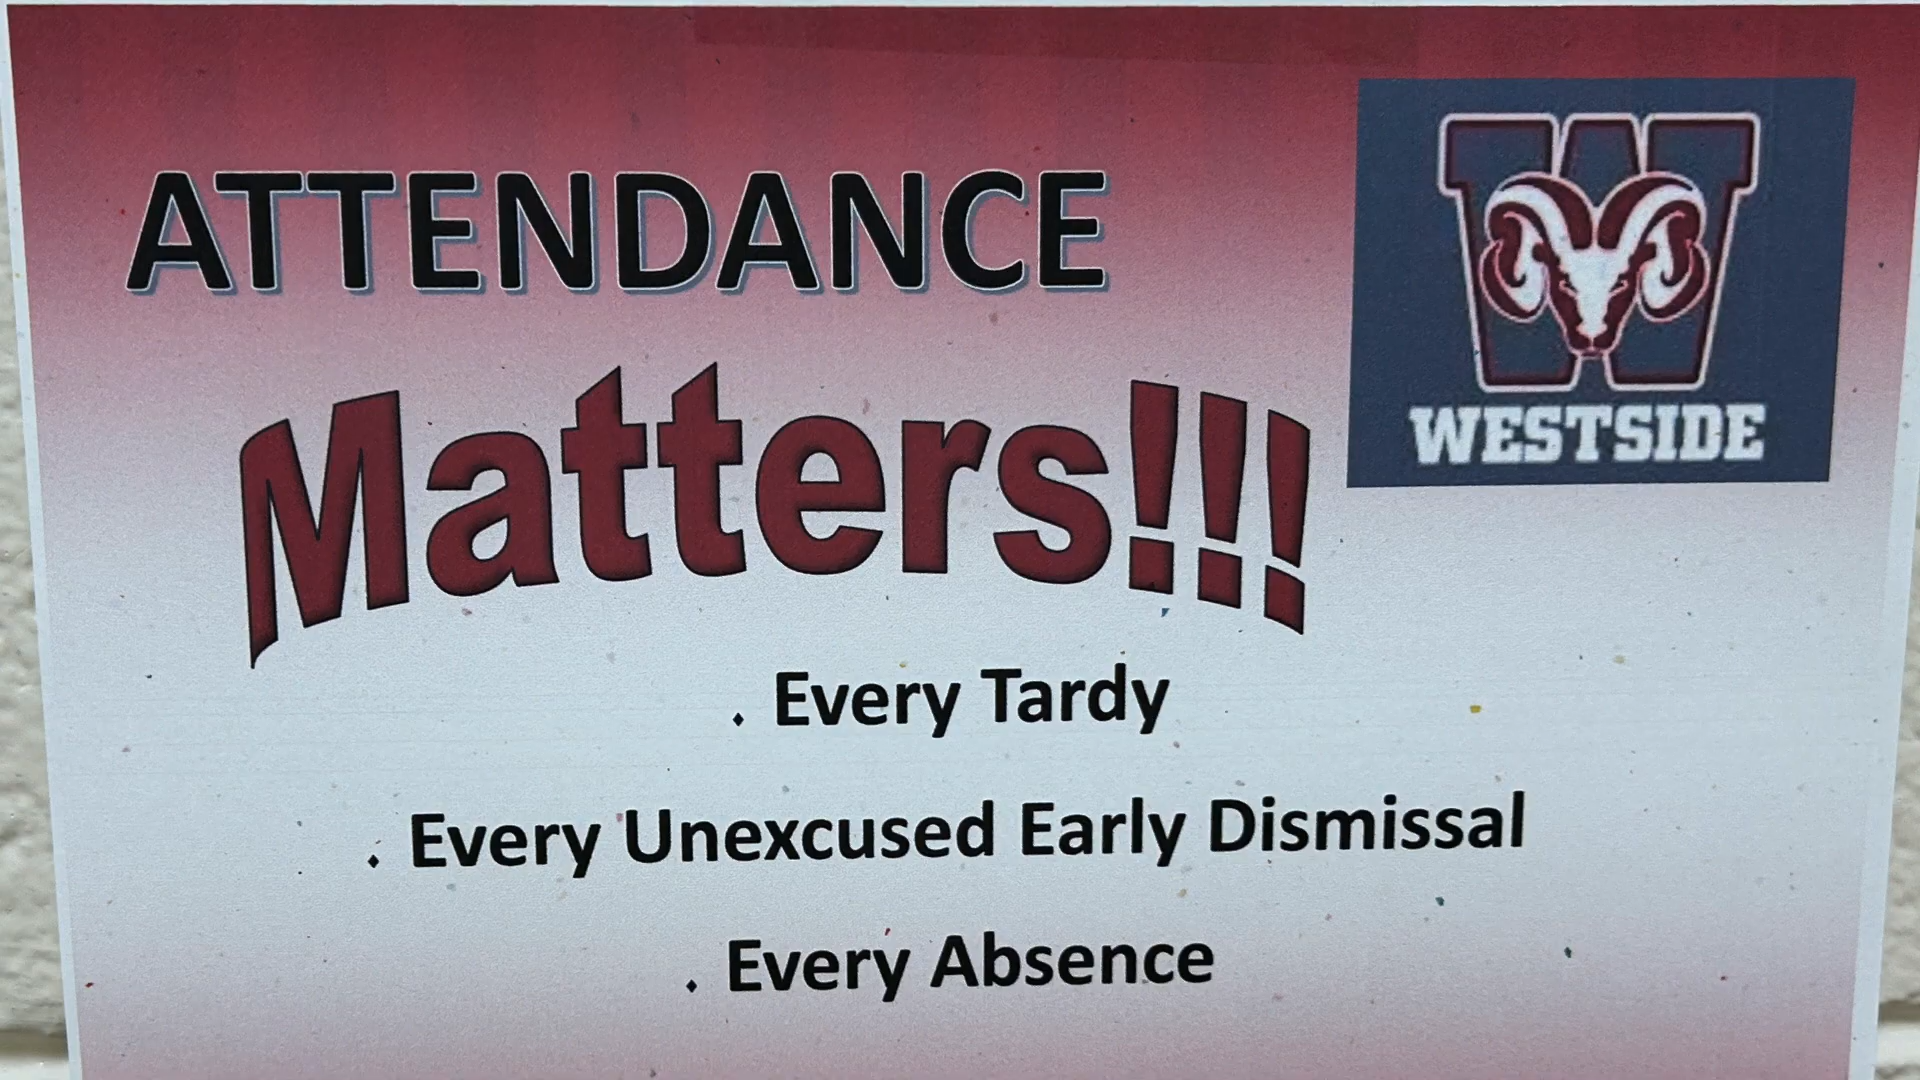 ATTENDANCE
Matters!!!
W
WESTSIDE
. Every Tardy
. Every Unexcused Early Dismissal
. Every Absence